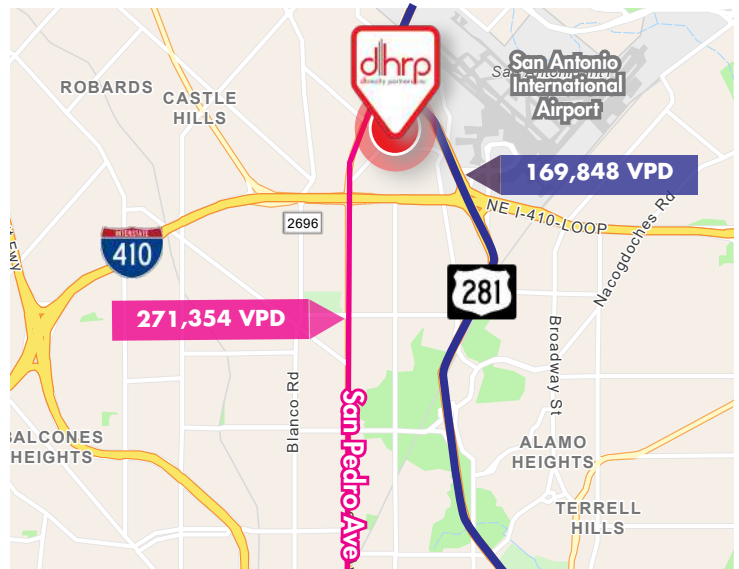 ROBARDS
CASTLE
HILLS
dhrp
San Antonio
International
Airport
169,848 VPD
NE I-410-LOOP
Nacogdoches Rd
2696
INTERSTATE
410
281
271,354 VPD
Blanco Rd
San Pedro Ave
Broadway St
ALAMO
HEIGHTS
TERRELL
HILLS
BALCONES
HEIGHTS